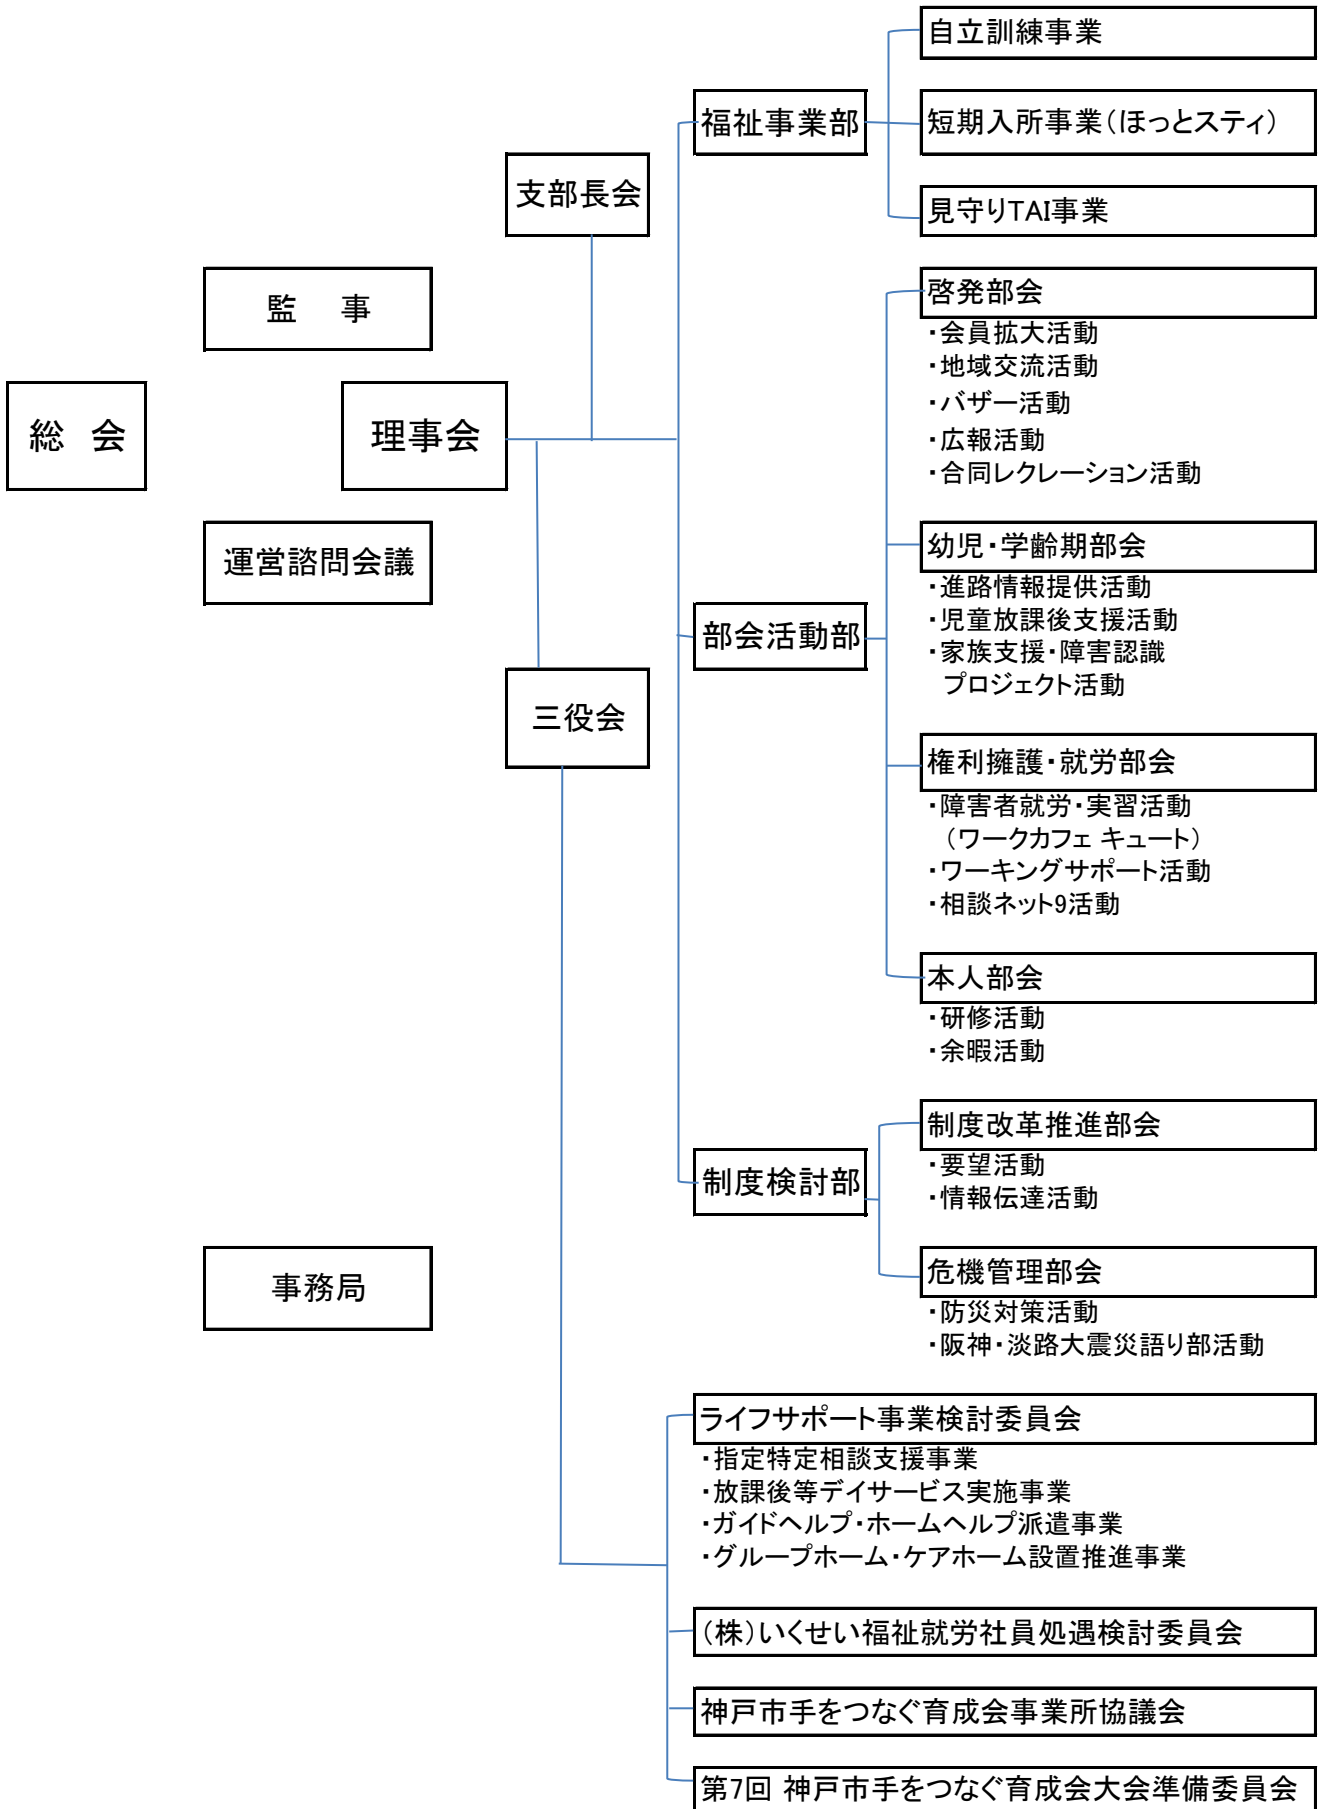 総 会
監 事
理事会
運営諮問会議
事務局
支部長会
三役会
福祉事業部
自立訓練事業
短期入所事業（ほっとスティ）
見守りTAI事業
部会活動部
啓発部会
・会員拡大活動
・地域交流活動
・バザー活動
・広報活動
・合同レクレーション活動
幼児・学齢期部会
・進路情報提供活動
・児童放課後支援活動
・家族支援・障害認識
プロジェクト活動
権利擁護・就労部会
・障害者就労・実習活動
（ワークカフェ キュート）
・ワーキングサポート活動
・相談ネット9活動
本人部会
・研修活動
・余暇活動
制度検討部
制度改革推進部会
・要望活動
・情報伝達活動
危機管理部会
・防災対策活動
・阪神・淡路大震災語り部活動
ライフサポート事業検討委員会
・指定特定相談支援事業
・放課後等デイサービス実施事業
・ガイドヘルプ・ホームヘルプ派遣事業
・グループホーム・ケアホーム設置推進事業
（株）いくせい福祉就労社員処遇検討委員会
神戸市手をつなぐ育成会事業所協議会
第7回 神戸市手をつなぐ育成会大会準備委員会